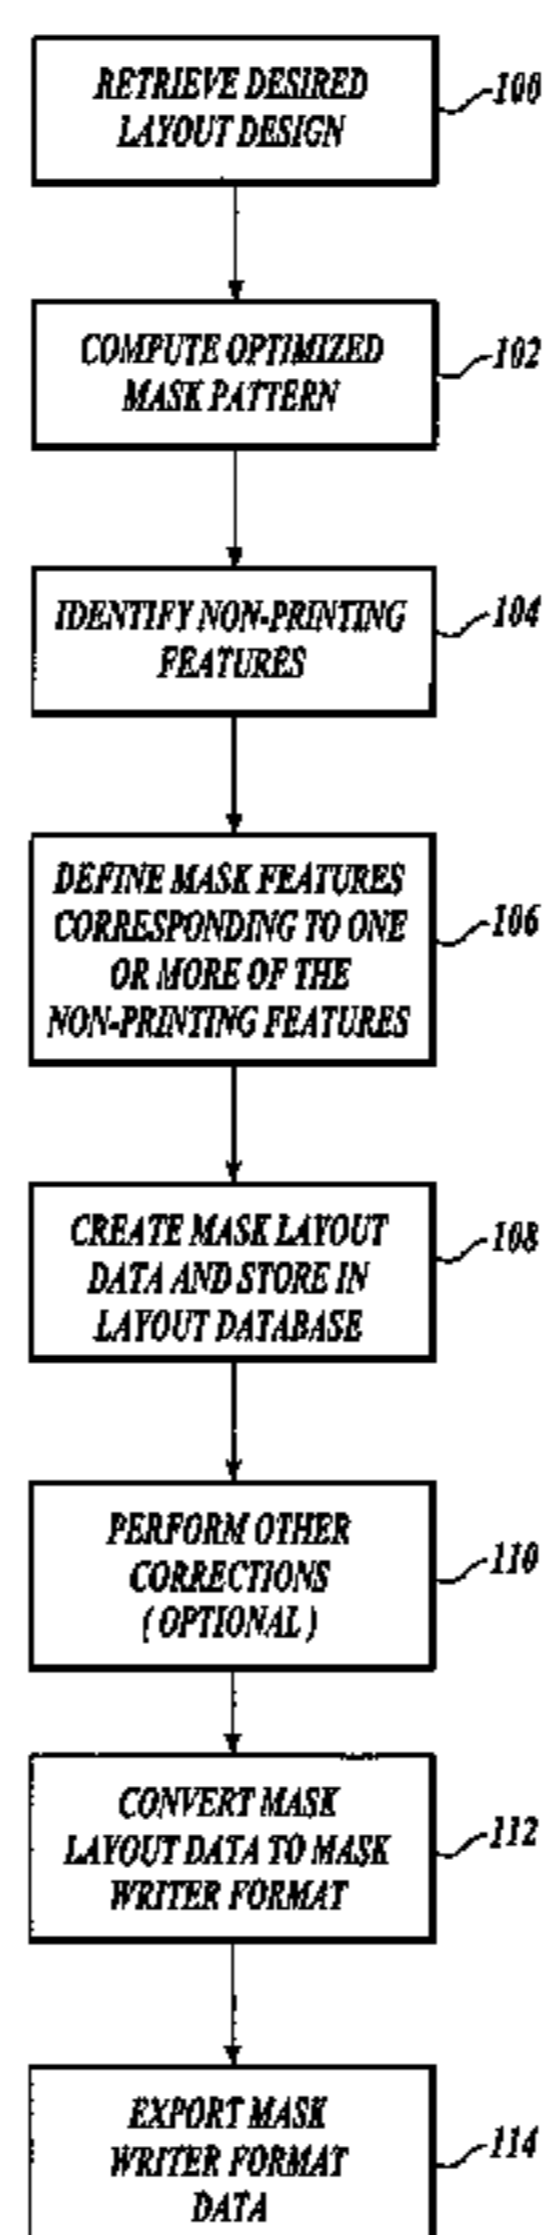 RETRIEVE DESIRED
LAYOUT DESIGN
100
COMPUTE OPTIMIZED
MASK PATTERN
102
IDENTIFY NON-PRINTING
FEATURES
104
DEFINE MASK FEATURES
CORRESPONDING TO ONE
OR MORE OF THE
NON-PRINTING FEATURES
106
CREATE MASK LAYOUT
DATA AND STORE IN
LAYOUT DATABASE
108
PERFORM OTHER
CORRECTIONS
( OPTIONAL )
110
CONVERT MASK
LAYOUT DATA TO MASK
WRITER FORMAT
112
EXPORT MASK
WRITER FORMAT
DATA
114